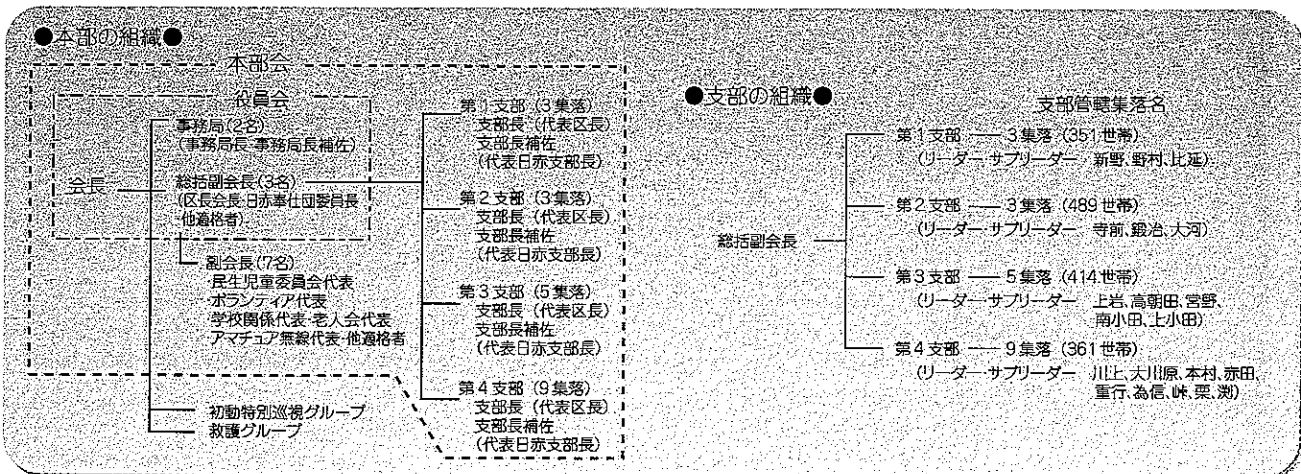 ●本部の組織●
本部会
役員会
事務局(2名)
(事務局長・事務局長補佐)
会長
総括副会長(3名)
(区長会長・日赤奉仕団委員長
・他適格者)
副会長(7名)
・民生児童委員会代表
・ボランティア代表
・学校関係代表・老人会代表
・アマチュア無線代表・他適格者
初動特別巡視グループ
救護グループ
第1支部(3集落)
支部長(代表区長)
支部長補佐
(代表日赤支部長)
第2支部(3集落)
支部長(代表区長)
支部長補佐
(代表日赤支部長)
第3支部(5集落)
支部長(代表区長)
支部長補佐
(代表日赤支部長)
第4支部(9集落)
支部長(代表区長)
支部長補佐
(代表日赤支部長)
●支部の組織●
支部管轄集落名
総括副会長
第1支部 ── 3集落(351世帯)
(リーダー・サブリーダー 新野、野村、比延)
第2支部 ── 3集落(489世帯)
(リーダー・サブリーダー 寺前、鍛冶、大河)
第3支部 ── 5集落(414世帯)
(リーダー・サブリーダー 上岩、高朝田、宮野、
南小田、上小田)
第4支部 ── 9集落(361世帯)
(リーダー・サブリーダー 川上、大川原、本村、赤田、
重行、為信、峠、栗、渕)